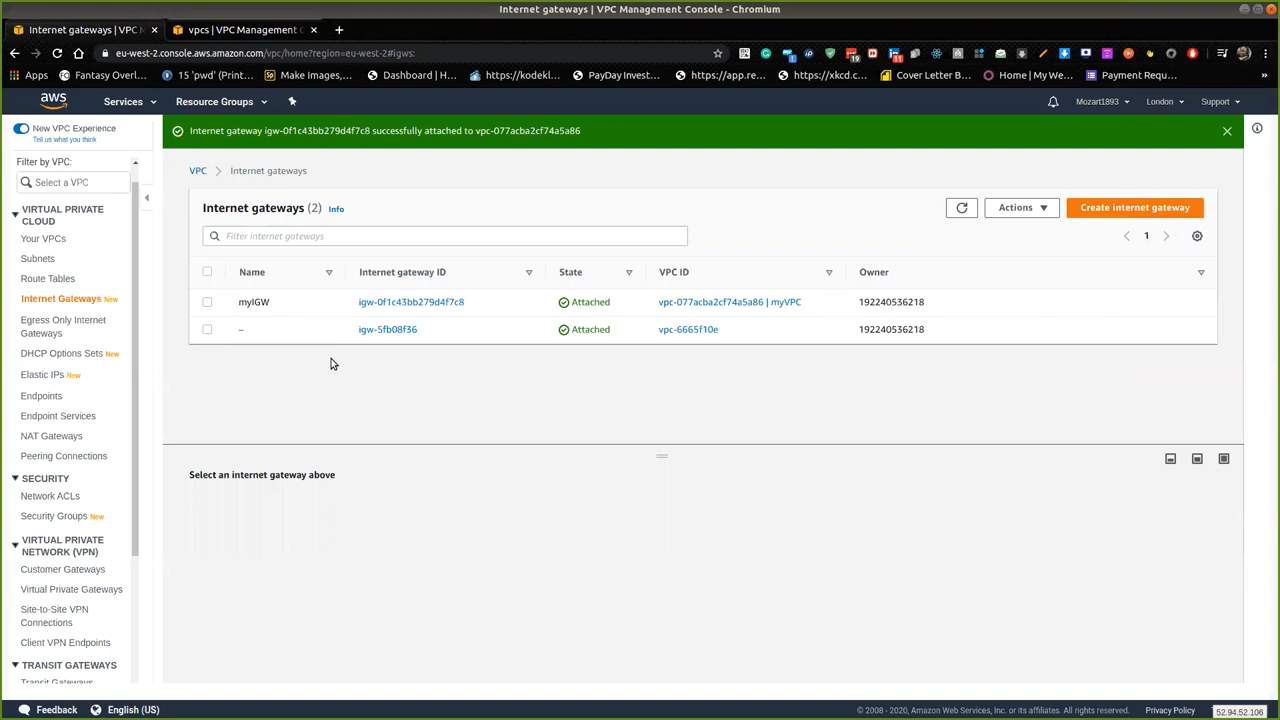 Internet gateways | VPC Management Console - Chromium
Internet gateways | VPC M
vpcs | VPC Management C
eu-west-2.console.aws.amazon.com/vpc/home?region=eu-west-2#igws:
Apps
Fantasy Overl...
15 'pwd' (Print...
Make Images,...
Dashboard | H...
https://kodekl...
PayDay Invest...
https://app.re...
https://xkcd.c...
Cover Letter B...
Home | My We...
Payment Requ...
»
aws
Services
Resource Groups
Mozart1893
London
Support
New VPC Experience
Tell us what you think
Internet gateway igw-0f1c43bb279d4f7c8 successfully attached to vpc-077acba2cf74a5a86
Filter by VPC:
Select a VPC
VIRTUAL PRIVATE
CLOUD
Your VPCs
Subnets
Route Tables
Internet Gateways New
Egress Only Internet
Gateways
DHCP Options Sets New
Elastic IPs New
Endpoints
Endpoint Services
NAT Gateways
Peering Connections
SECURITY
Network ACLs
Security Groups New
VIRTUAL PRIVATE
NETWORK (VPN)
Customer Gateways
Virtual Private Gateways
Site-to-Site VPN
Connections
Client VPN Endpoints
TRANSIT GATEWAYS
Transit Gateways
VPC > Internet gateways
Internet gateways (2) Info
Actions
Create internet gateway
Filter internet gateways
1
Name Internet gateway ID State VPC ID Owner
myIGW igw-0f1c43bb279d4f7c8 Attached vpc-077acba2cf74a5a86 | myVPC 192240536218
– igw-5fb08f36 Attached vpc-6665f10e 192240536218
Select an internet gateway above
Feedback
English (US)
© 2008 - 2020, Amazon Web Services, Inc. or its affiliates. All rights reserved.
Privacy Policy
52.94.52.106